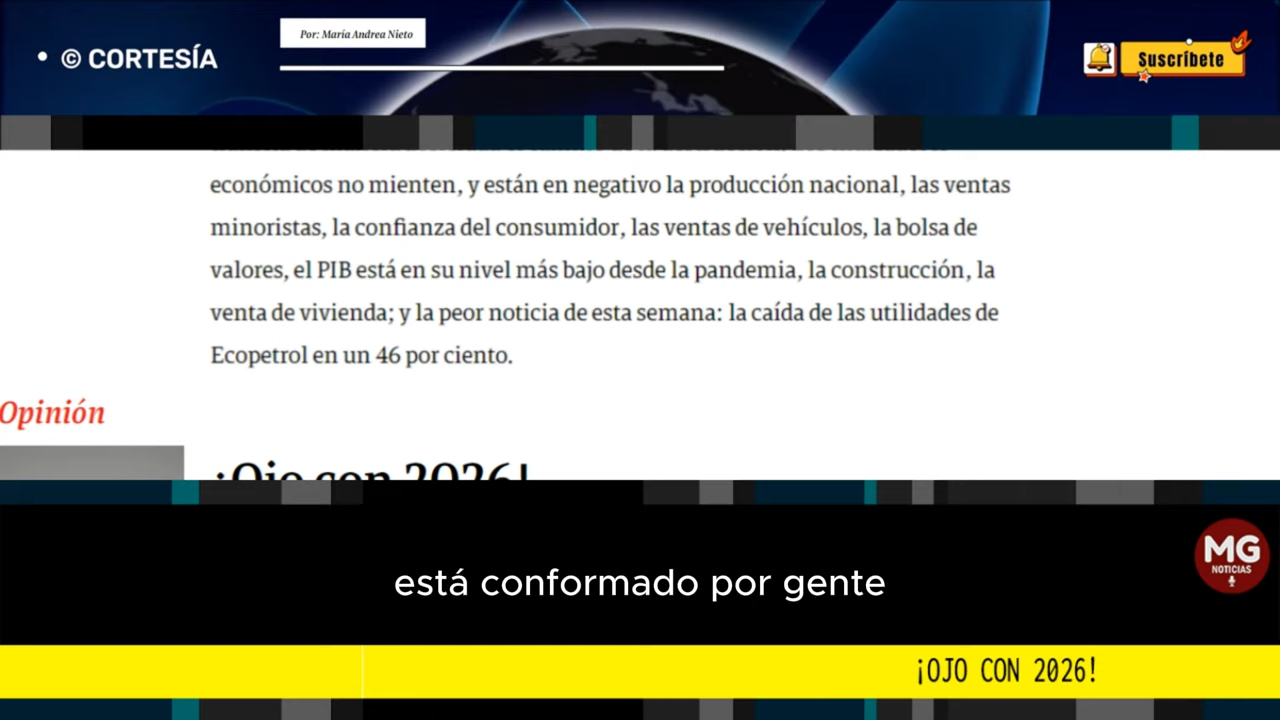 Por: María Andrea Nieto
• © CORTESÍA
Suscríbete
económicos no mienten, y están en negativo la producción nacional, las ventas
minoristas, la confianza del consumidor, las ventas de vehículos, la bolsa de
valores, el PIB está en su nivel más bajo desde la pandemia, la construcción, la
venta de vivienda; y la peor noticia de esta semana: la caída de las utilidades de
Ecopetrol en un 46 por ciento.
Opinión
¡Ojo con 2026!
MG
NOTICIAS
está conformado por gente
¡OJO CON 2026!